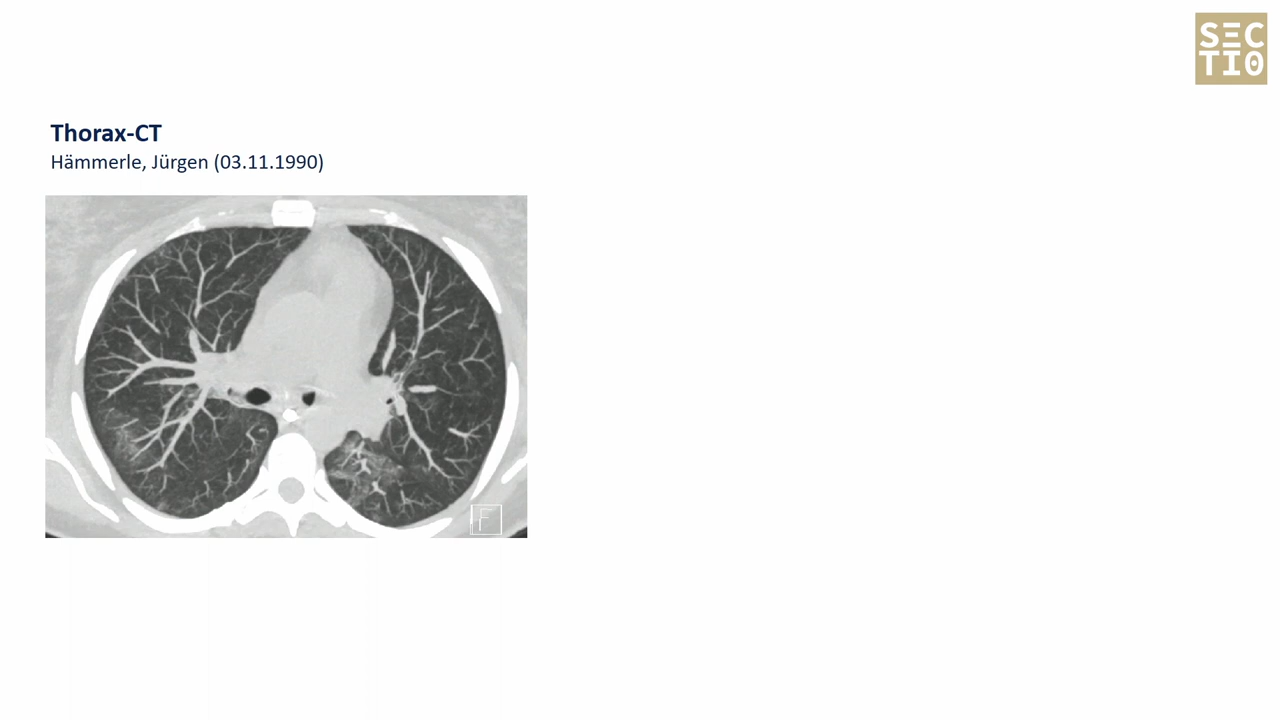 SEC
TIO
Thorax-CT
Hämmerle, Jürgen (03.11.1990)
F